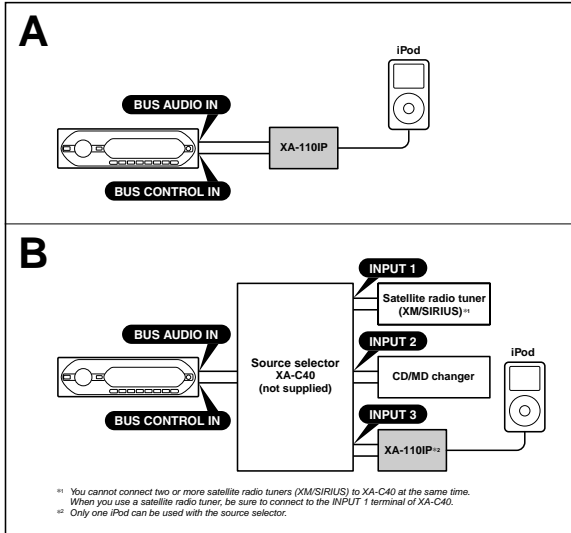 A
iPod
BUS AUDIO IN
XA-110IP
BUS CONTROL IN
B
INPUT 1
Satellite radio tuner
(XM/SIRIUS)*1
BUS AUDIO IN
INPUT 2
iPod
Source selector
XA-C40
(not supplied)
CD/MD changer
BUS CONTROL IN
INPUT 3
XA-110IP*2
*1 You cannot connect two or more satellite radio tuners (XM/SIRIUS) to XA-C40 at the same time.
When you use a satellite radio tuner, be sure to connect to the INPUT 1 terminal of XA-C40.
*2 Only one iPod can be used with the source selector.